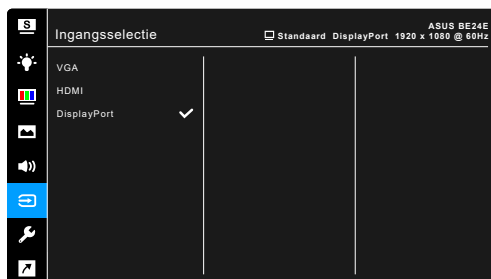 S
ASUS BE24E
Ingangsselectie
Standaard DisplayPort 1920 x 1080 @ 60Hz
VGA
HDMI
DisplayPort